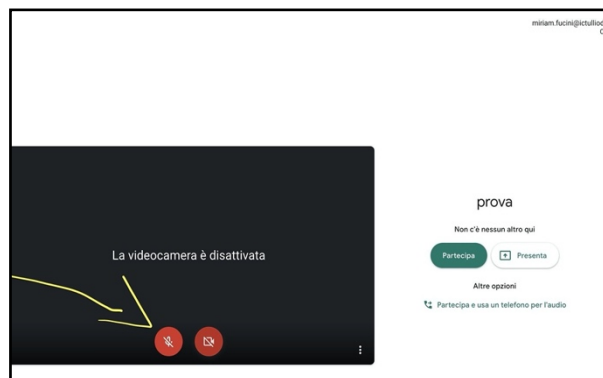 miriam.fucini@ictulliod
La videocamera è disattivata
prova
Non c'è nessun altro qui
Partecipa
Presenta
Altre opzioni
Partecipa e usa un telefono per l'audio